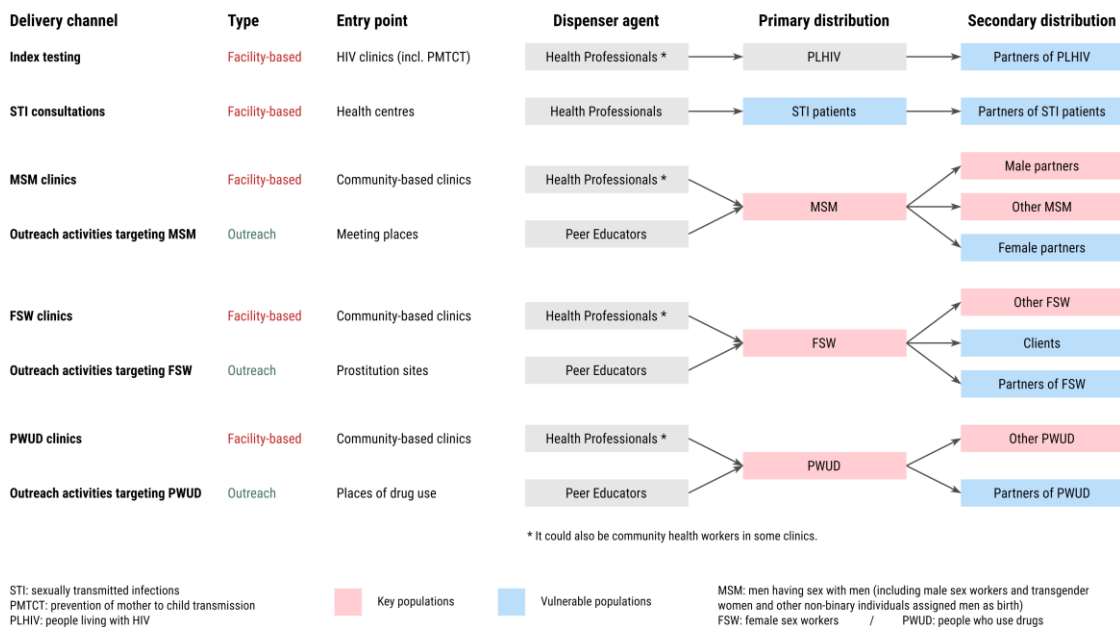 Delivery channel Type Entry point Dispenser agent Primary distribution Secondary distribution
Index testing Facility-based HIV clinics (incl. PMTCT) Health Professionals * PLHIV Partners of PLHIV
STI consultations Facility-based Health centres Health Professionals STI patients Partners of STI patients
Male partners
MSM clinics Facility-based Community-based clinics Health Professionals *
MSM Other MSM
Outreach activities targeting MSM Outreach Meeting places Peer Educators
Female partners
Other FSW
FSW clinics Facility-based Community-based clinics Health Professionals *
FSW Clients
Outreach activities targeting FSW Outreach Prostitution sites Peer Educators
Partners of FSW
PWUD clinics Facility-based Community-based clinics Health Professionals * Other PWUD
PWUD
Outreach activities targeting PWUD Outreach Places of drug use Peer Educators Partners of PWUD
* It could also be community health workers in some clinics.
STI: sexually transmitted infections
PMTCT: prevention of mother to child transmission
PLHIV: people living with HIV
Key populations
Vulnerable populations
MSM: men having sex with men (including male sex workers and transgender
women and other non-binary individuals assigned men as birth)
FSW: female sex workers / PWUD: people who use drugs